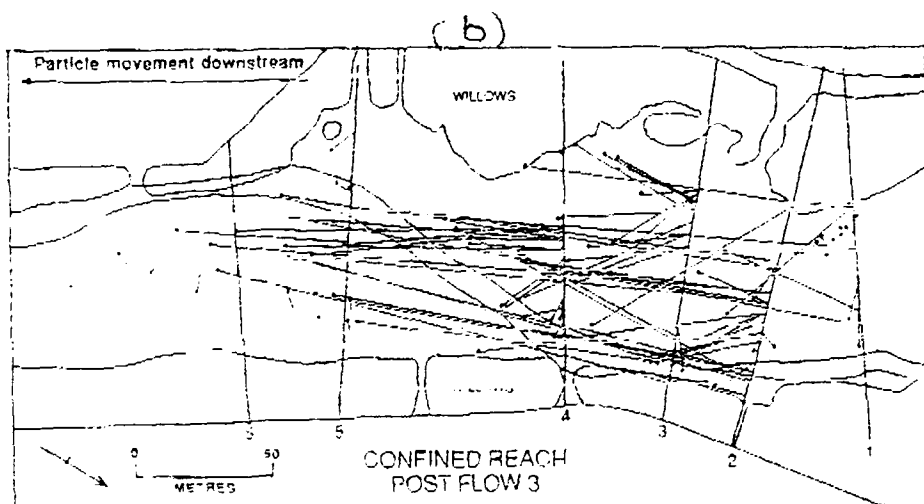 (b)
Particle movement downstream
WILLOWS
6
5
4
3
2
1
0
50
METRES
CONFINED REACH
POST FLOW 3